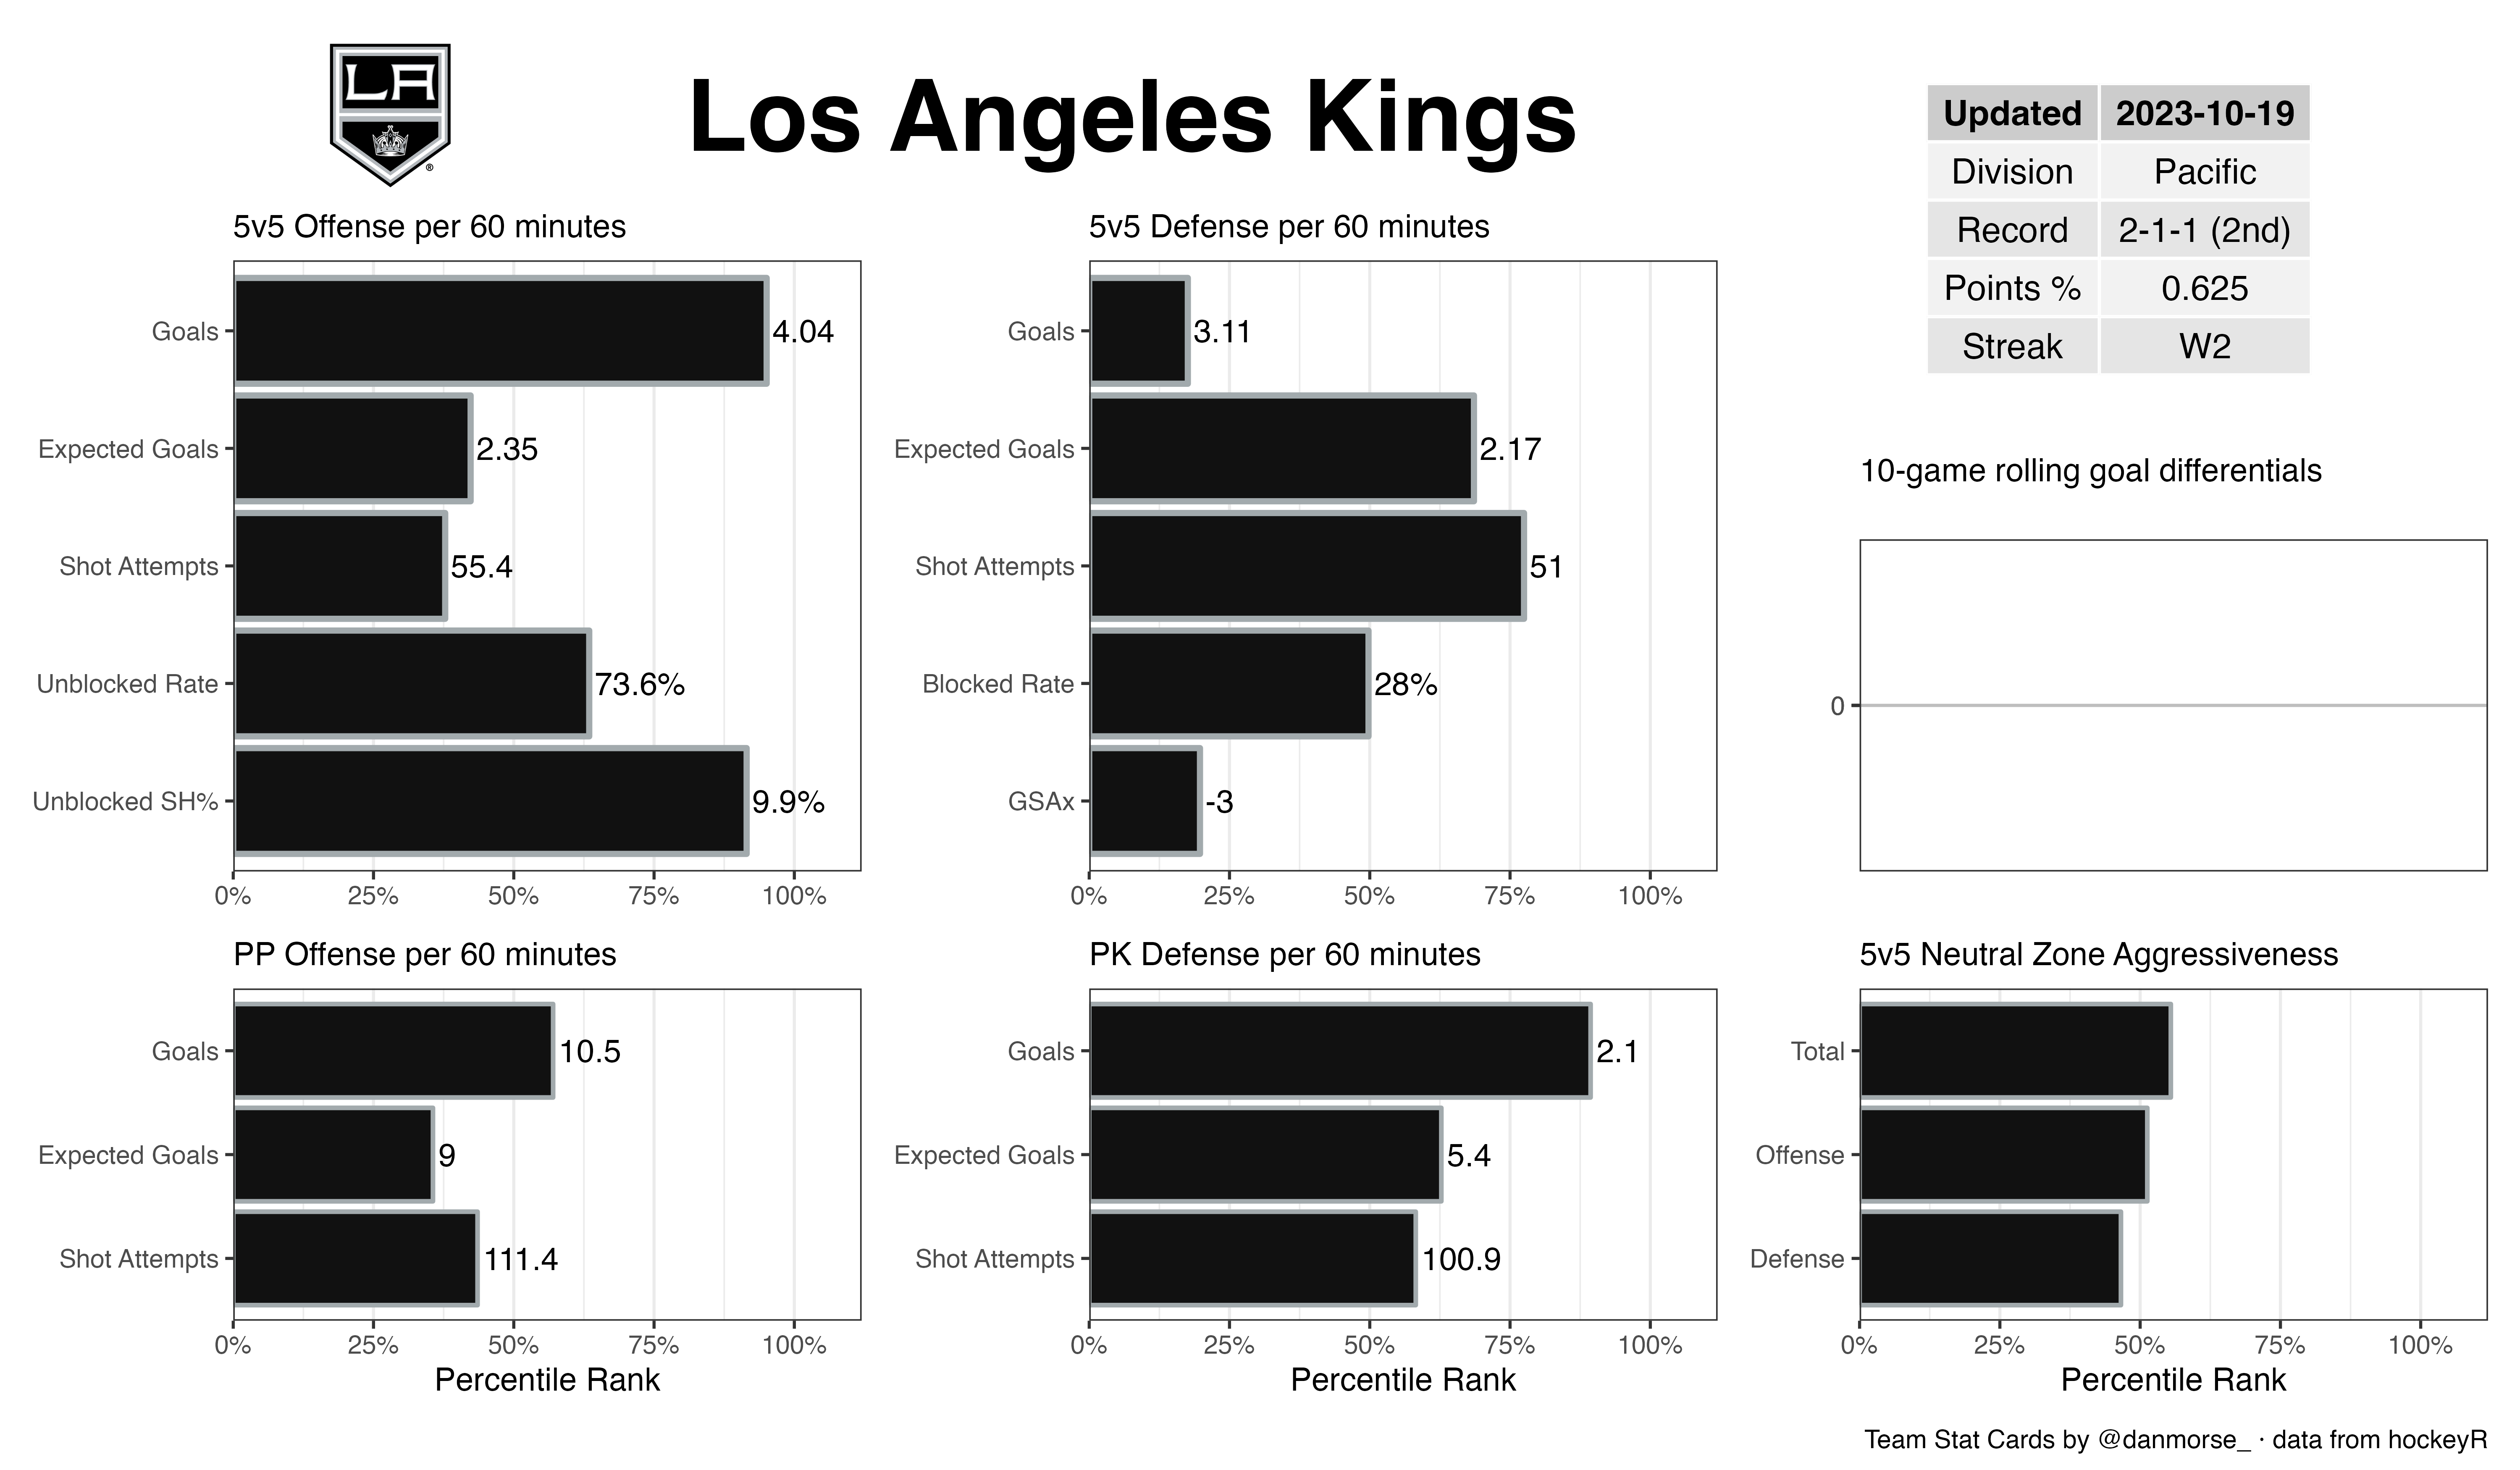 LA
®
Los Angeles Kings
Updated 2023-10-19
Division Pacific
Record 2-1-1 (2nd)
Points % 0.625
Streak W2
5v5 Offense per 60 minutes
Goals 4.04
Expected Goals 2.35
Shot Attempts 55.4
Unblocked Rate 73.6%
Unblocked SH% 9.9%
0% 25% 50% 75% 100%
5v5 Defense per 60 minutes
Goals 3.11
Expected Goals 2.17
Shot Attempts 51
Blocked Rate 28%
GSAx -3
0% 25% 50% 75% 100%
10-game rolling goal differentials
0
PP Offense per 60 minutes
Goals 10.5
Expected Goals 9
Shot Attempts 111.4
0% 25% 50% 75% 100%
Percentile Rank
PK Defense per 60 minutes
Goals 2.1
Expected Goals 5.4
Shot Attempts 100.9
0% 25% 50% 75% 100%
Percentile Rank
5v5 Neutral Zone Aggressiveness
Total
Offense
Defense
0% 25% 50% 75% 100%
Percentile Rank
Team Stat Cards by @danmorse_ · data from hockeyR